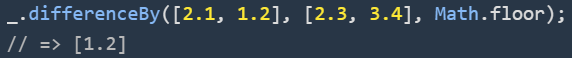 _.differenceBy([2.1, 1.2], [2.3, 3.4], Math.floor);
// => [1.2]